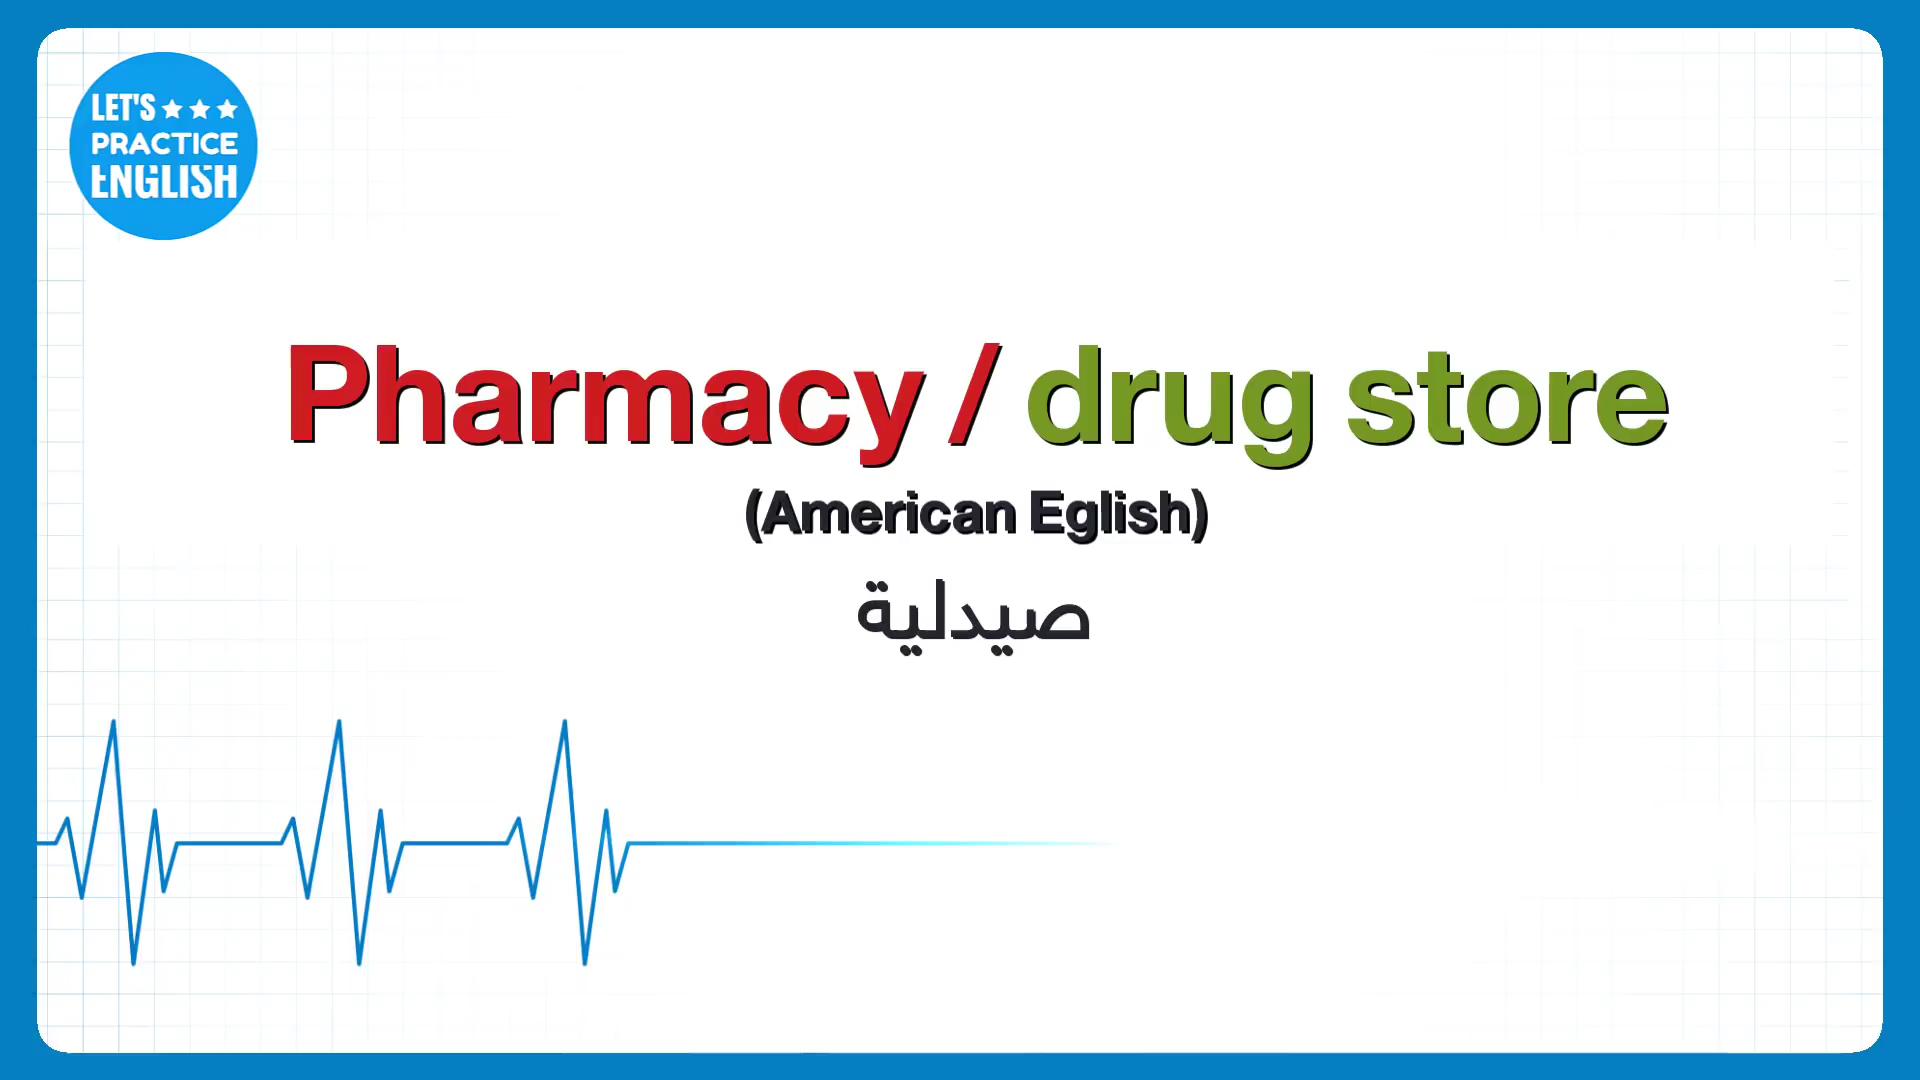 LET'S
PRACTICE
ENGLISH
Pharmacy / drug store
(American Eglish)
صيدلية